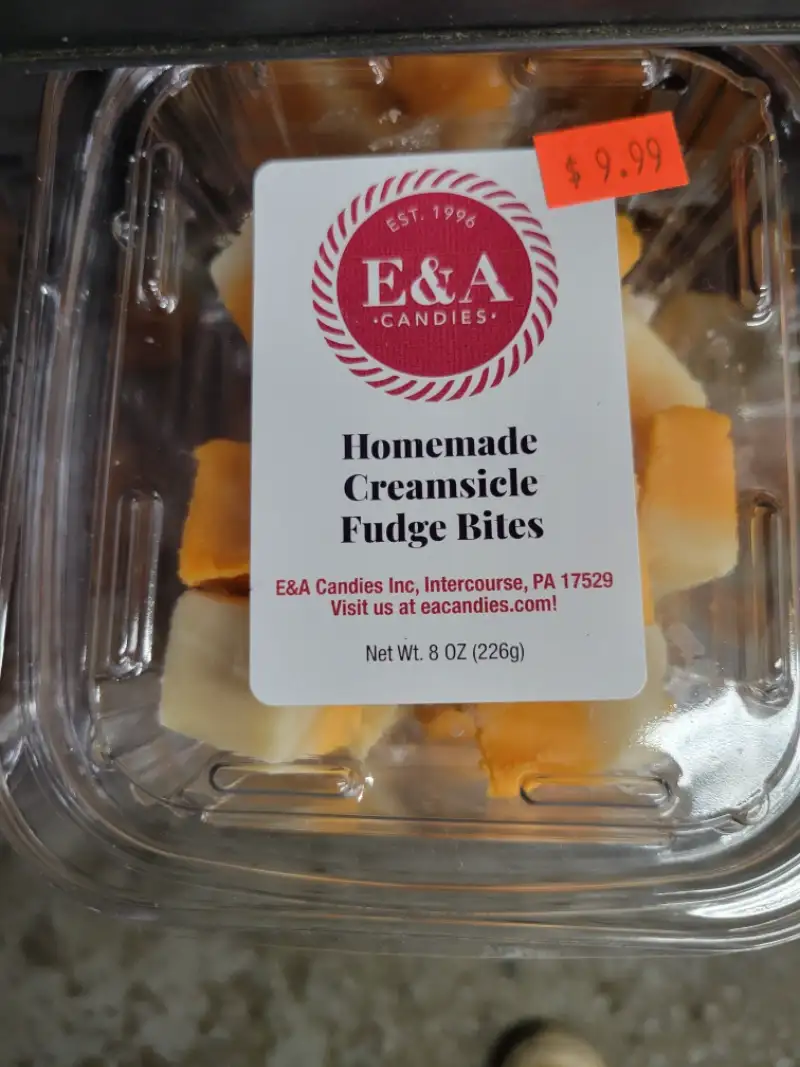 $ 9.99
EST. 1996
E&A
·CANDIES·
Homemade
Creamsicle
Fudge Bites
E&A Candies Inc, Intercourse, PA 17529
Visit us at eacandies.com!
Net Wt. 8 OZ (226g)